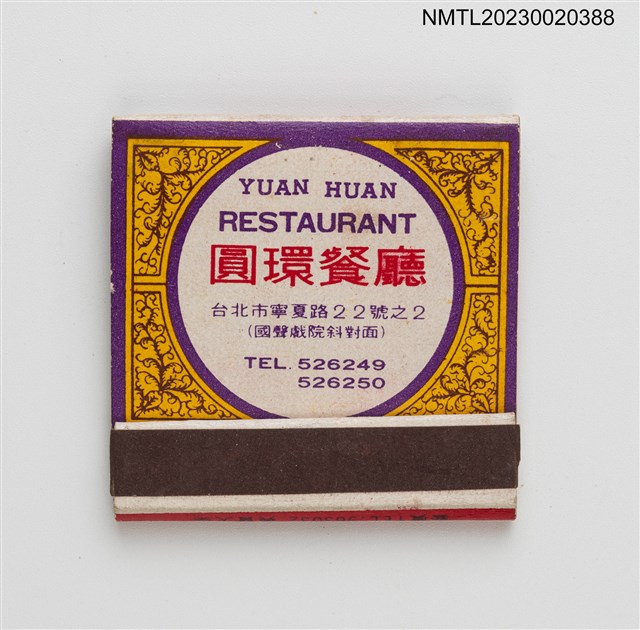 NMTL20230020388
YUAN HUAN
RESTAURANT
圓環餐廳
台北市寧夏路22號之2
(國聲戲院斜對面)
TEL. 526249
526250